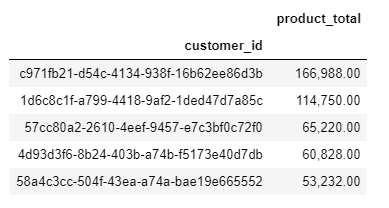 product_total
customer_id
c971fb21-d54c-4134-938f-16b62ee86d3b 166,988.00
1d6c8c1f-a799-4418-9af2-1ded47d7a85c 114,750.00
57cc80a2-2610-4eef-9457-e7c3bf0c72f0 65,220.00
4d93d3f6-8b24-403b-a74b-f5173e40d7db 60,828.00
58a4c3cc-504f-43ea-a74a-bae19e665552 53,232.00